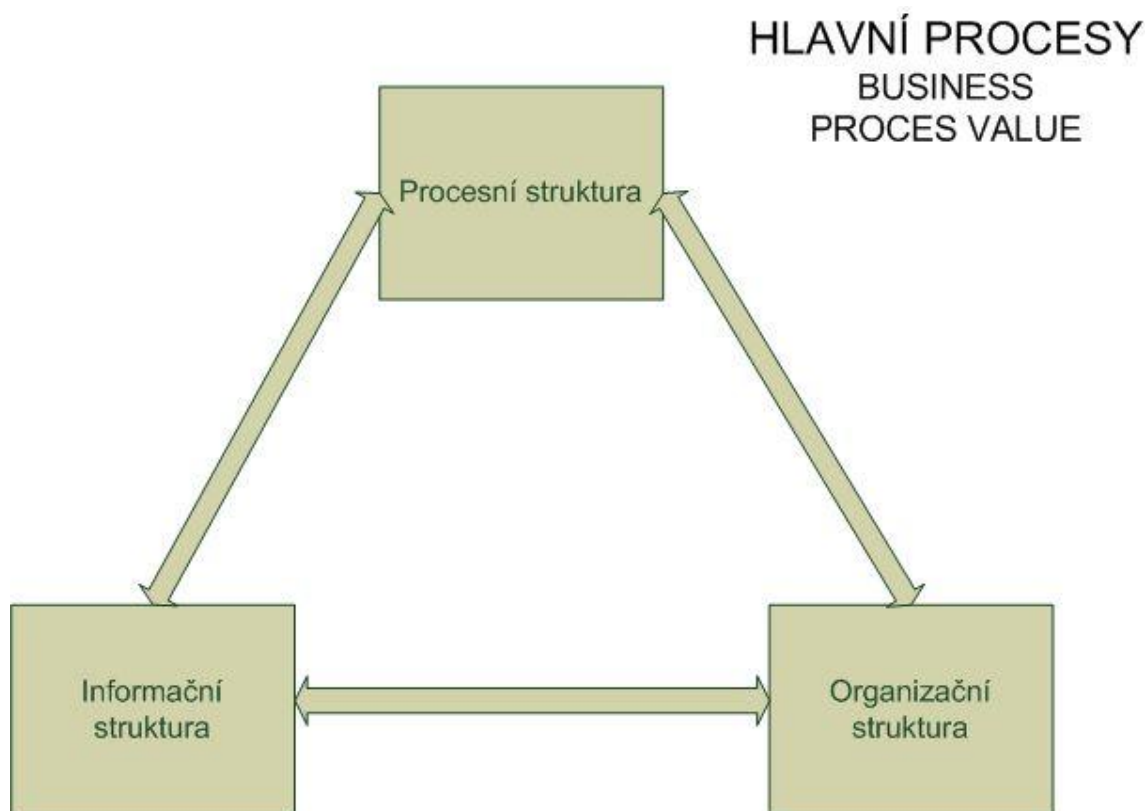 HLAVNÍ PROCESY
BUSINESS
PROCES VALUE
Procesní struktura
Informační
struktura
Organizační
struktura